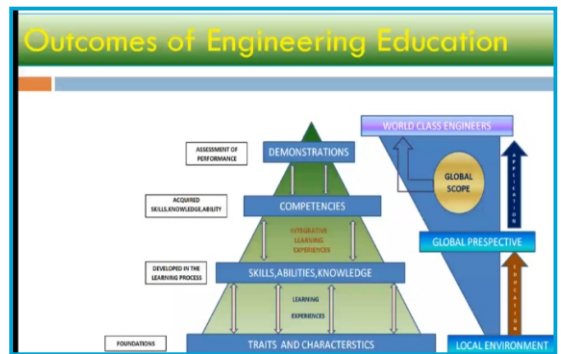 Outcomes of Engineering Education
WORLD CLASS ENGINEERS
ASSESSMENT OF
PERFORMANCE
DEMONSTRATIONS
GLOBAL
SCOPE
APPLICATION
ACQUIRED
SKILLS,KNOWLEDGE,ABILITY
COMPETENCIES
INTEGRATIVE
LEARNING
EXPERIENCES
GLOBAL PRESPECTIVE
DEVELOPED IN THE
LEARNING PROCESS
SKILLS,ABILITIES,KNOWLEDGE
LEARNING
EXPERIENCES
EDUCATION
FOUNDATIONS
TRAITS AND CHARACTERSTICS
LOCAL ENVIRONMENT